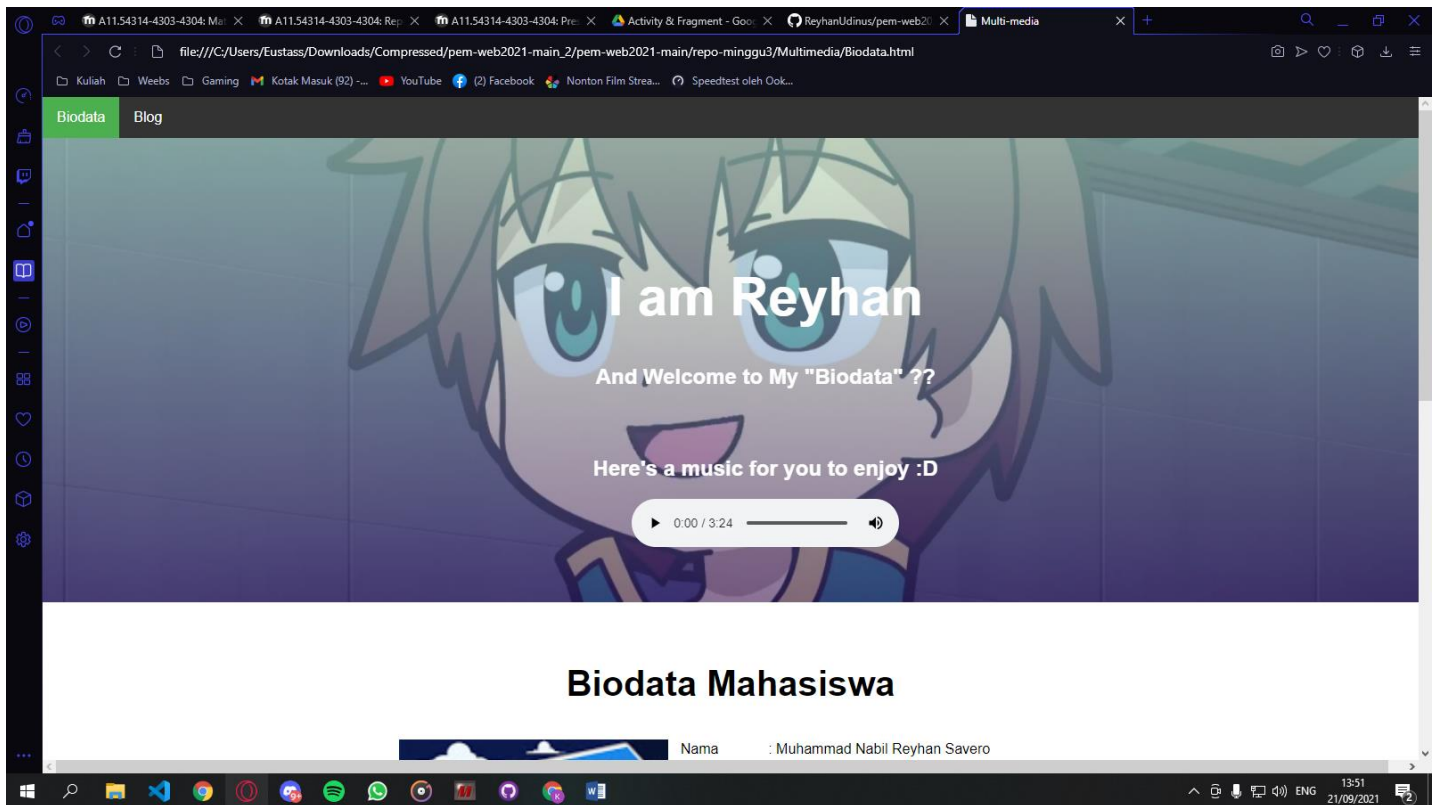 A11.54314-4303-4304: Mat
A11.54314-4303-4304: Rep
A11.54314-4303-4304: Pre
Activity & Fragment - Goog
ReyhanUdinus/pem-web20
Multi-media
file:///C:/Users/Eustass/Downloads/Compressed/pem-web2021-main_2/pem-web2021-main/repo-minggu3/Multimedia/Biodata.html
Kuliah Weebs Gaming Kotak Masuk (92) -... YouTube (2) Facebook Nonton Film Strea... Speedtest oleh Ook...
Biodata Blog
I am Reyhan
And Welcome to My "Biodata" ??
Here's a music for you to enjoy :D
0:00 / 3:24
Biodata Mahasiswa
Nama : Muhammad Nabil Reyhan Savero
ENG
13:51
21/09/2021
2